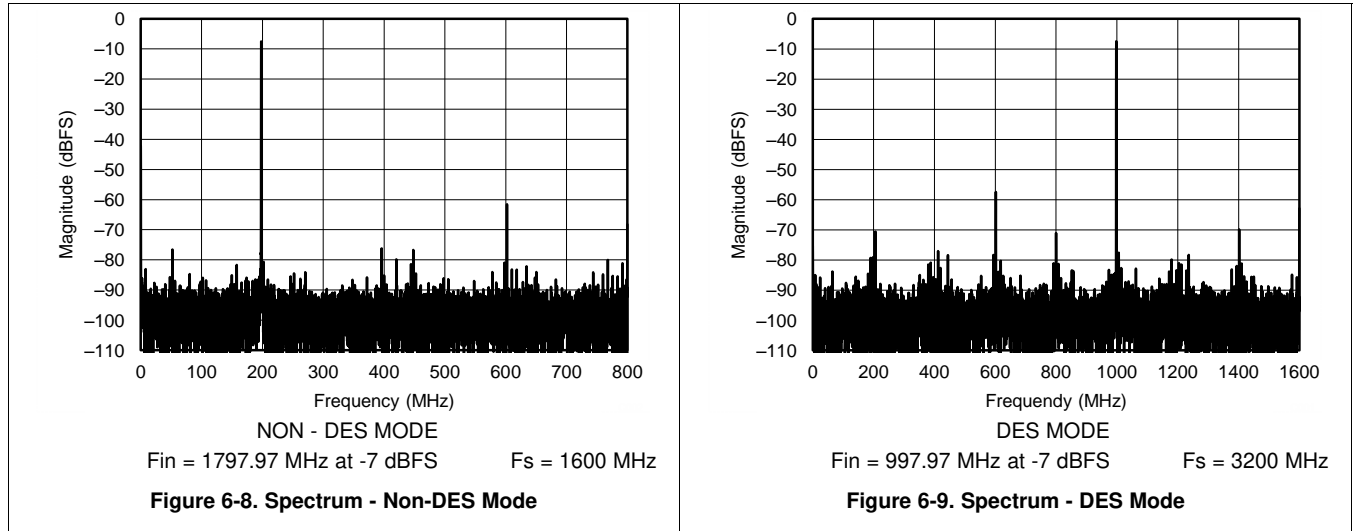 0
–10
–20
–30
–40
–50
–60
–70
–80
–90
–100
–110
Magnitude (dBFS)
0 100 200 300 400 500 600 700 800
Frequency (MHz)
NON - DES MODE
Fin = 1797.97 MHz at -7 dBFS Fs = 1600 MHz
Figure 6-8. Spectrum - Non-DES Mode
0
–10
–20
–30
–40
–50
–60
–70
–80
–90
–100
–110
Magnitude (dBFS)
0 200 400 600 800 1000 1200 1400 1600
Frequendy (MHz)
DES MODE
Fin = 997.97 MHz at -7 dBFS Fs = 3200 MHz
Figure 6-9. Spectrum - DES Mode